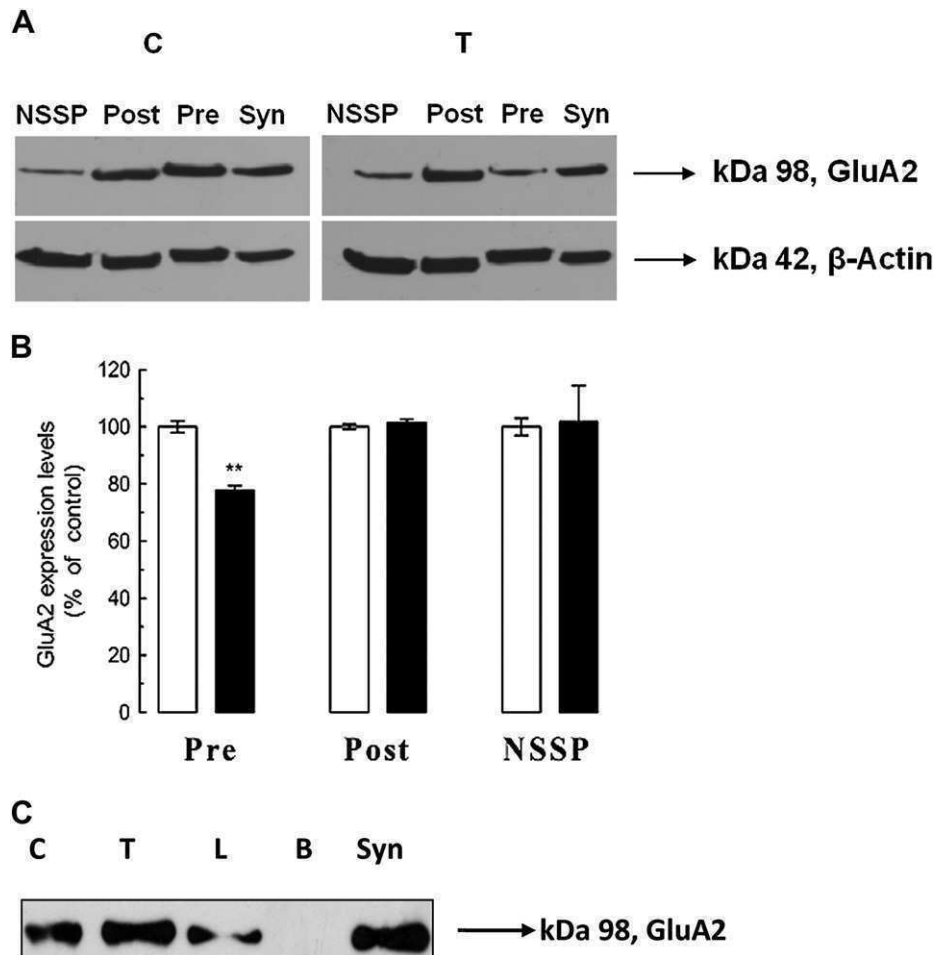 A
C T
NSSP Post Pre Syn NSSP Post Pre Syn
kDa 98, GluA2
kDa 42, β-Actin
B
GluA2 expression levels
(% of control)
120
100
80
60
40
20
0
**
Pre Post NSSP
C
C T L B Syn
kDa 98, GluA2